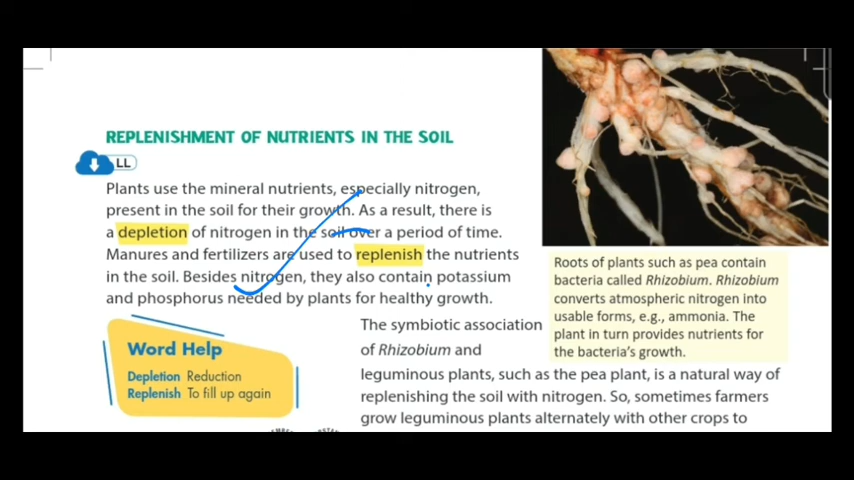 REPLENISHMENT OF NUTRIENTS IN THE SOIL
LL
Plants use the mineral nutrients, especially nitrogen,
present in the soil for their growth. As a result, there is
a depletion of nitrogen in the soil over a period of time.
Manures and fertilizers are used to replenish the nutrients
in the soil. Besides nitrogen, they also contain potassium
and phosphorus needed by plants for healthy growth.
Roots of plants such as pea contain
bacteria called Rhizobium. Rhizobium
converts atmospheric nitrogen into
usable forms, e.g., ammonia. The
plant in turn provides nutrients for
the bacteria's growth.
Word Help
Depletion Reduction
Replenish To fill up again
The symbiotic association
of Rhizobium and
leguminous plants, such as the pea plant, is a natural way of
replenishing the soil with nitrogen. So, sometimes farmers
grow leguminous plants alternately with other crops to